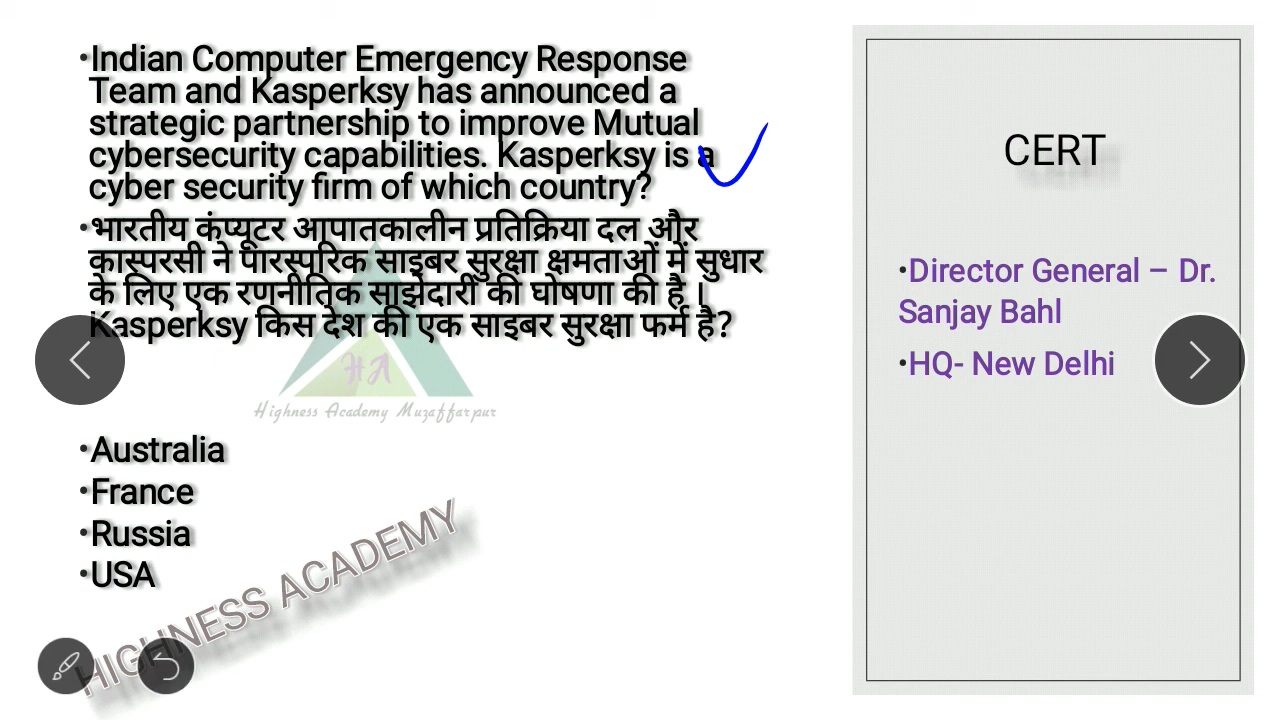 •Indian Computer Emergency Response
Team and Kasperksy has announced a
strategic partnership to improve Mutual
cybersecurity capabilities. Kasperksy is a
cyber security firm of which country?
•भारतीय कंप्यूटर आपातकालीन प्रतिक्रिया दल और
कास्परसी ने पारस्परिक साइबर सुरक्षा क्षमताओं में सुधार
के लिए एक रणनीतिक साझेदारी की घोषणा की है ।
Kasperksy किस देश की एक साइबर सुरक्षा फर्म है?
HA
Highness Academy Muzaffarpur
•Australia
•France
•Russia
•USA
HIGHNESS ACADEMY
CERT
•Director General – Dr.
Sanjay Bahl
•HQ- New Delhi